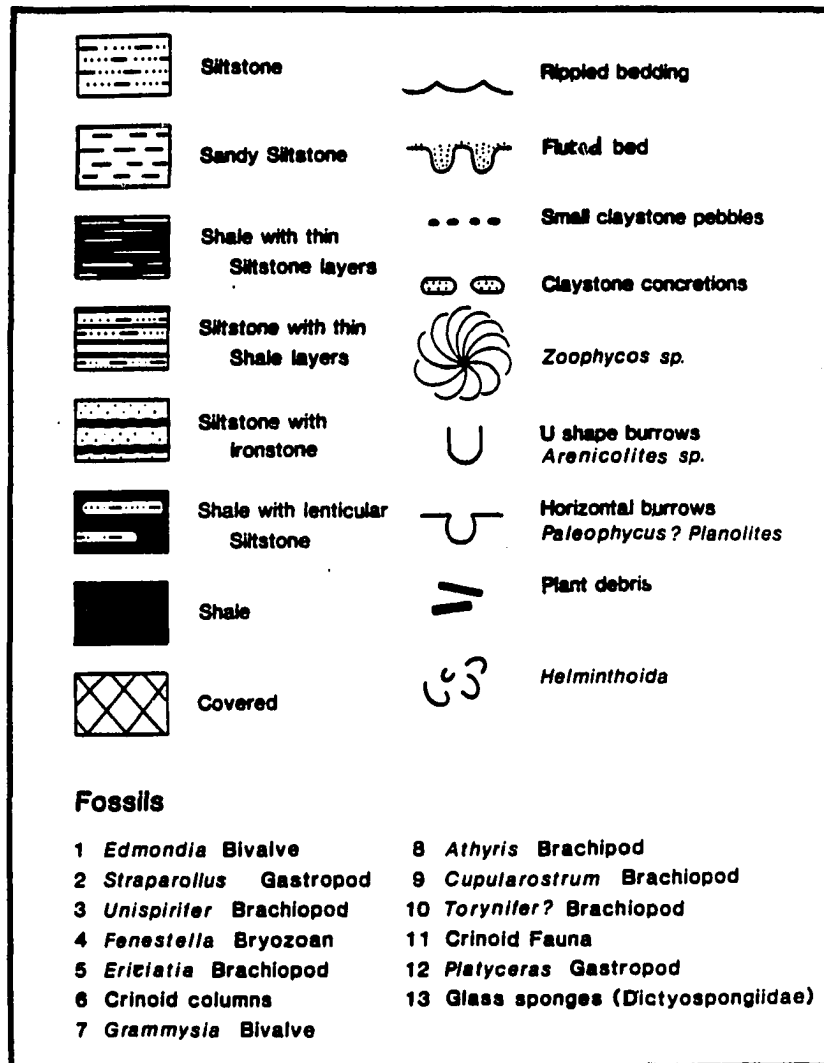 Siltstone
Sandy Siltstone
Shale with thin
Siltstone layers
Siltstone with thin
Shale layers
Siltstone with
Ironstone
Shale with lenticular
Siltstone
Shale
Covered
Rippled bedding
Fluted bed
Small claystone pebbles
Claystone concretions
Zoophycos sp.
U shape burrows
Arenicolites sp.
Horizontal burrows
Paleophycus? Planolites
Plant debris
Helminthoida
Fossils
1 Edmondia Bivalve
2 Straparollus Gastropod
3 Unispirifer Brachiopod
4 Fenestella Bryozoan
5 Ericiatia Brachiopod
6 Crinoid columns
7 Grammysia Bivalve
8 Athyris Brachipod
9 Cupularostrum Brachiopod
10 Torynifer? Brachiopod
11 Crinoid Fauna
12 Platyceras Gastropod
13 Glass sponges (Dictyospongiidae)